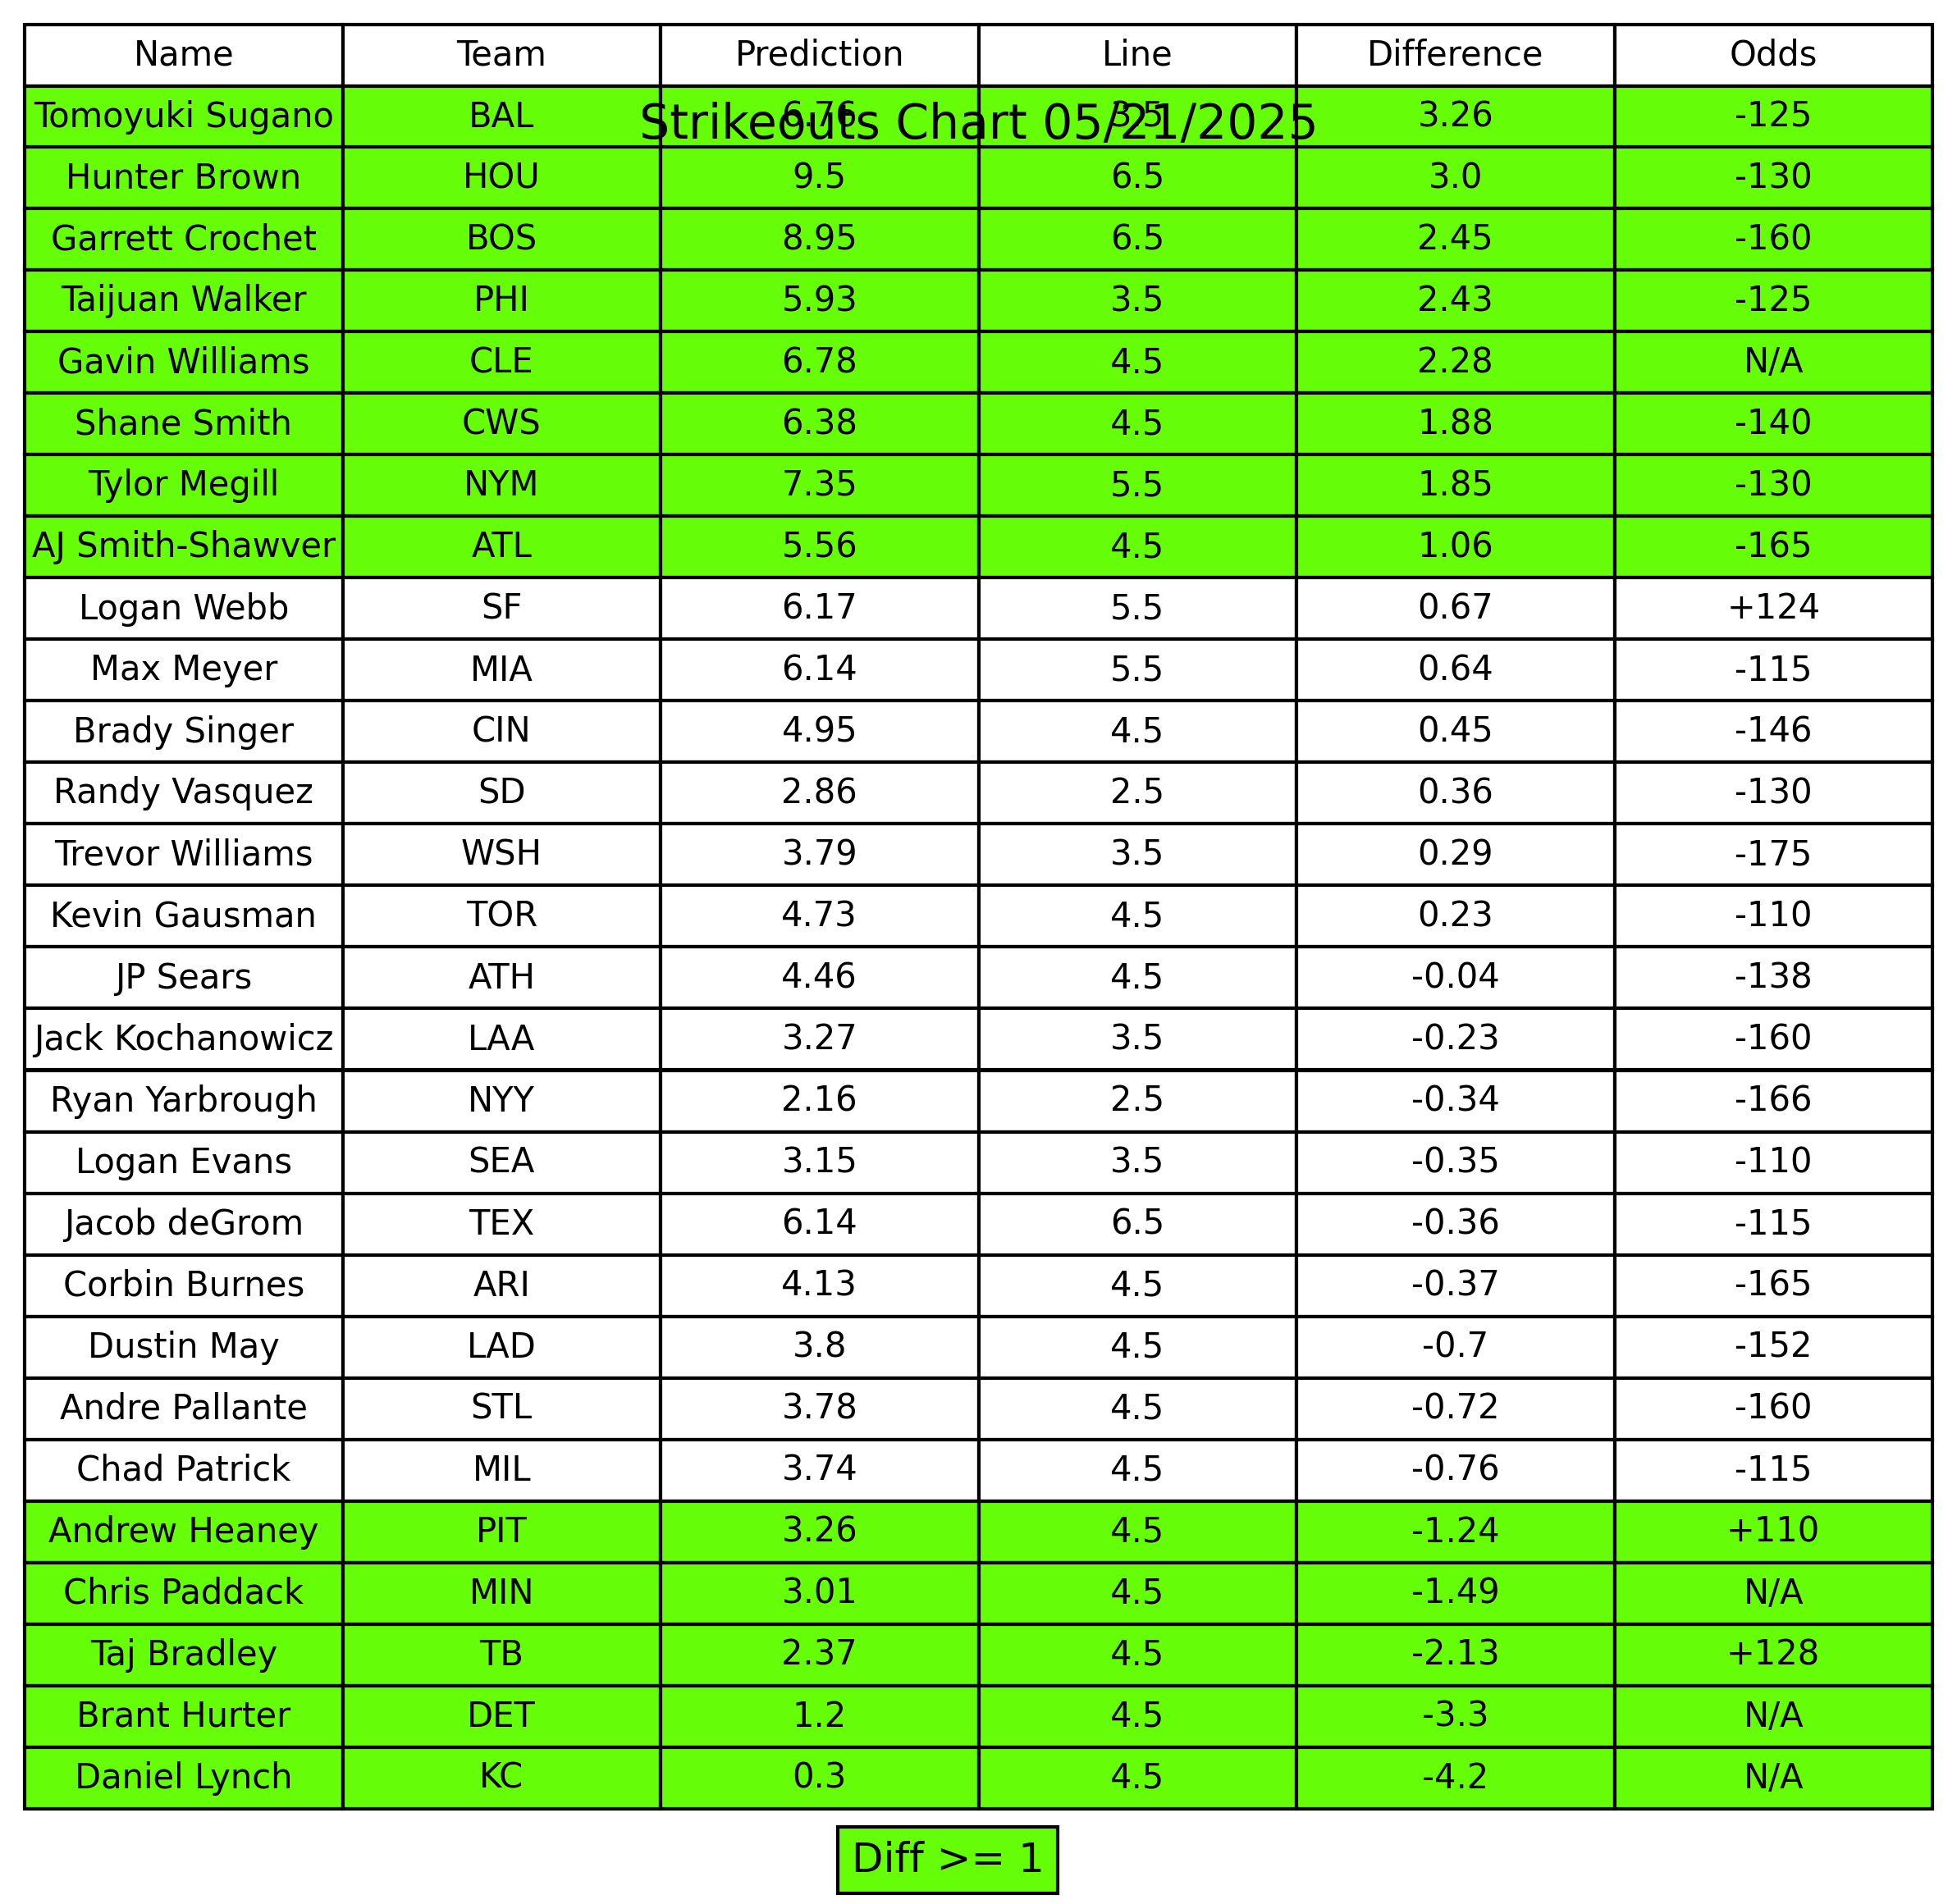 Name Team Prediction Line Difference Odds
Strikeouts Chart 05/21/2025
Tomoyuki Sugano BAL 6.76 3.5 3.26 -125
Hunter Brown HOU 9.5 6.5 3.0 -130
Garrett Crochet BOS 8.95 6.5 2.45 -160
Taijuan Walker PHI 5.93 3.5 2.43 -125
Gavin Williams CLE 6.78 4.5 2.28 N/A
Shane Smith CWS 6.38 4.5 1.88 -140
Tylor Megill NYM 7.35 5.5 1.85 -130
AJ Smith-Shawver ATL 5.56 4.5 1.06 -165
Logan Webb SF 6.17 5.5 0.67 +124
Max Meyer MIA 6.14 5.5 0.64 -115
Brady Singer CIN 4.95 4.5 0.45 -146
Randy Vasquez SD 2.86 2.5 0.36 -130
Trevor Williams WSH 3.79 3.5 0.29 -175
Kevin Gausman TOR 4.73 4.5 0.23 -110
JP Sears ATH 4.46 4.5 -0.04 -138
Jack Kochanowicz LAA 3.27 3.5 -0.23 -160
Ryan Yarbrough NYY 2.16 2.5 -0.34 -166
Logan Evans SEA 3.15 3.5 -0.35 -110
Jacob deGrom TEX 6.14 6.5 -0.36 -115
Corbin Burnes ARI 4.13 4.5 -0.37 -165
Dustin May LAD 3.8 4.5 -0.7 -152
Andre Pallante STL 3.78 4.5 -0.72 -160
Chad Patrick MIL 3.74 4.5 -0.76 -115
Andrew Heaney PIT 3.26 4.5 -1.24 +110
Chris Paddack MIN 3.01 4.5 -1.49 N/A
Taj Bradley TB 2.37 4.5 -2.13 +128
Brant Hurter DET 1.2 4.5 -3.3 N/A
Daniel Lynch KC 0.3 4.5 -4.2 N/A
Diff >= 1